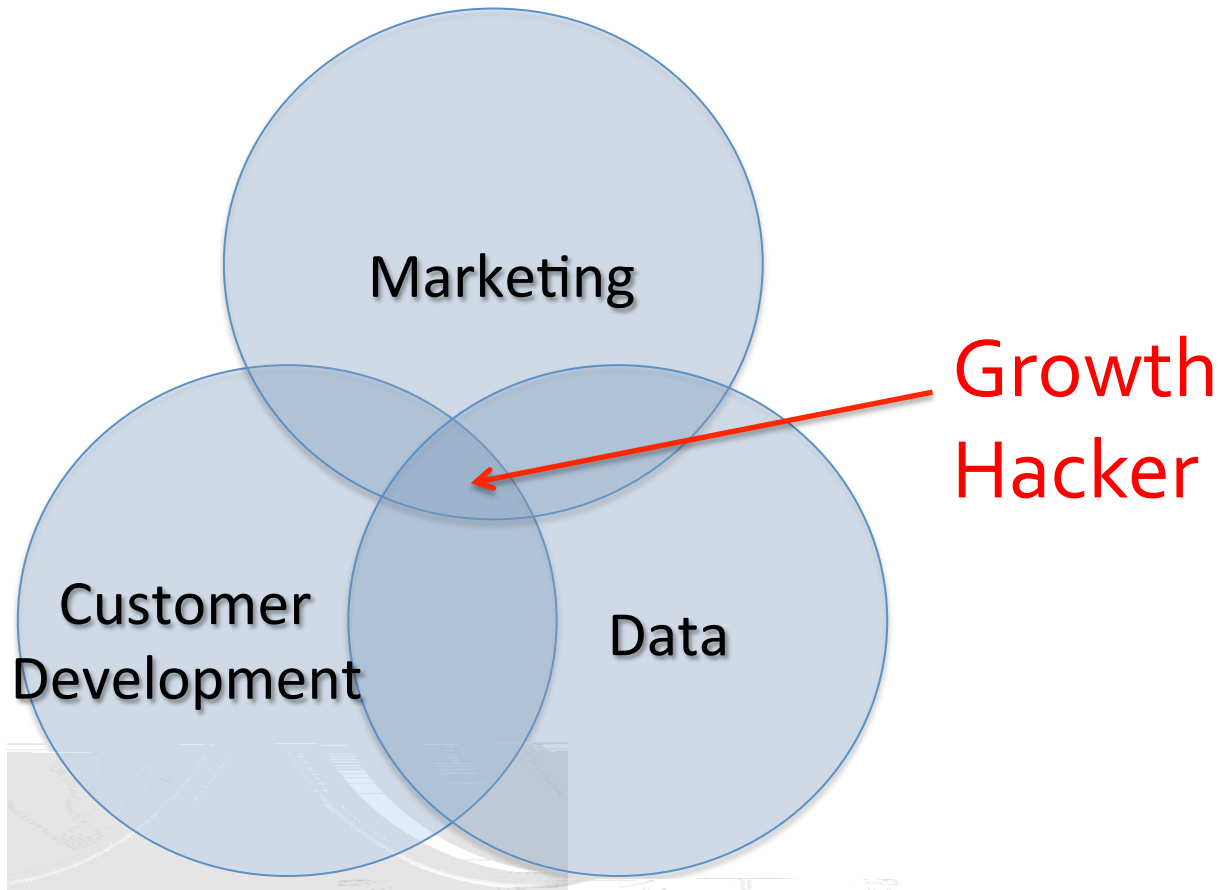 Marketing
Growth
Hacker
Customer
Development
Data